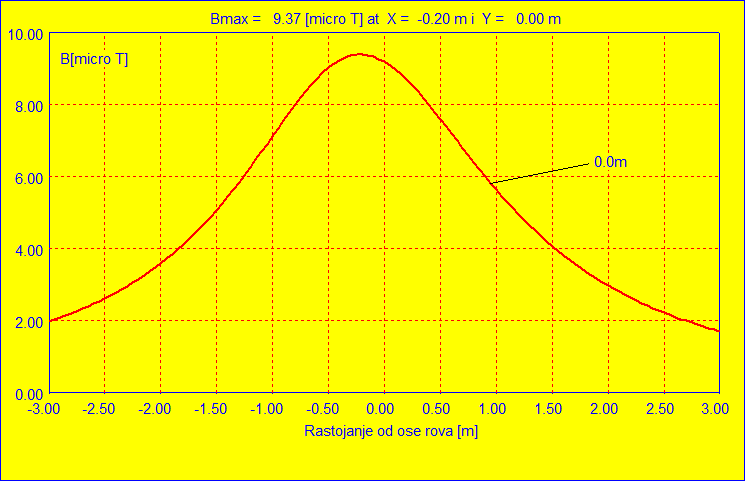 Bmax = 9.37 [micro T] at X = -0.20 m i Y = 0.00 m
10.00
B[micro T]
8.00
0.0m
6.00
4.00
2.00
0.00
-3.00 -2.50 -2.00 -1.50 -1.00 -0.50 0.00 0.50 1.00 1.50 2.00 2.50 3.00
Rastojanje od ose rova [m]